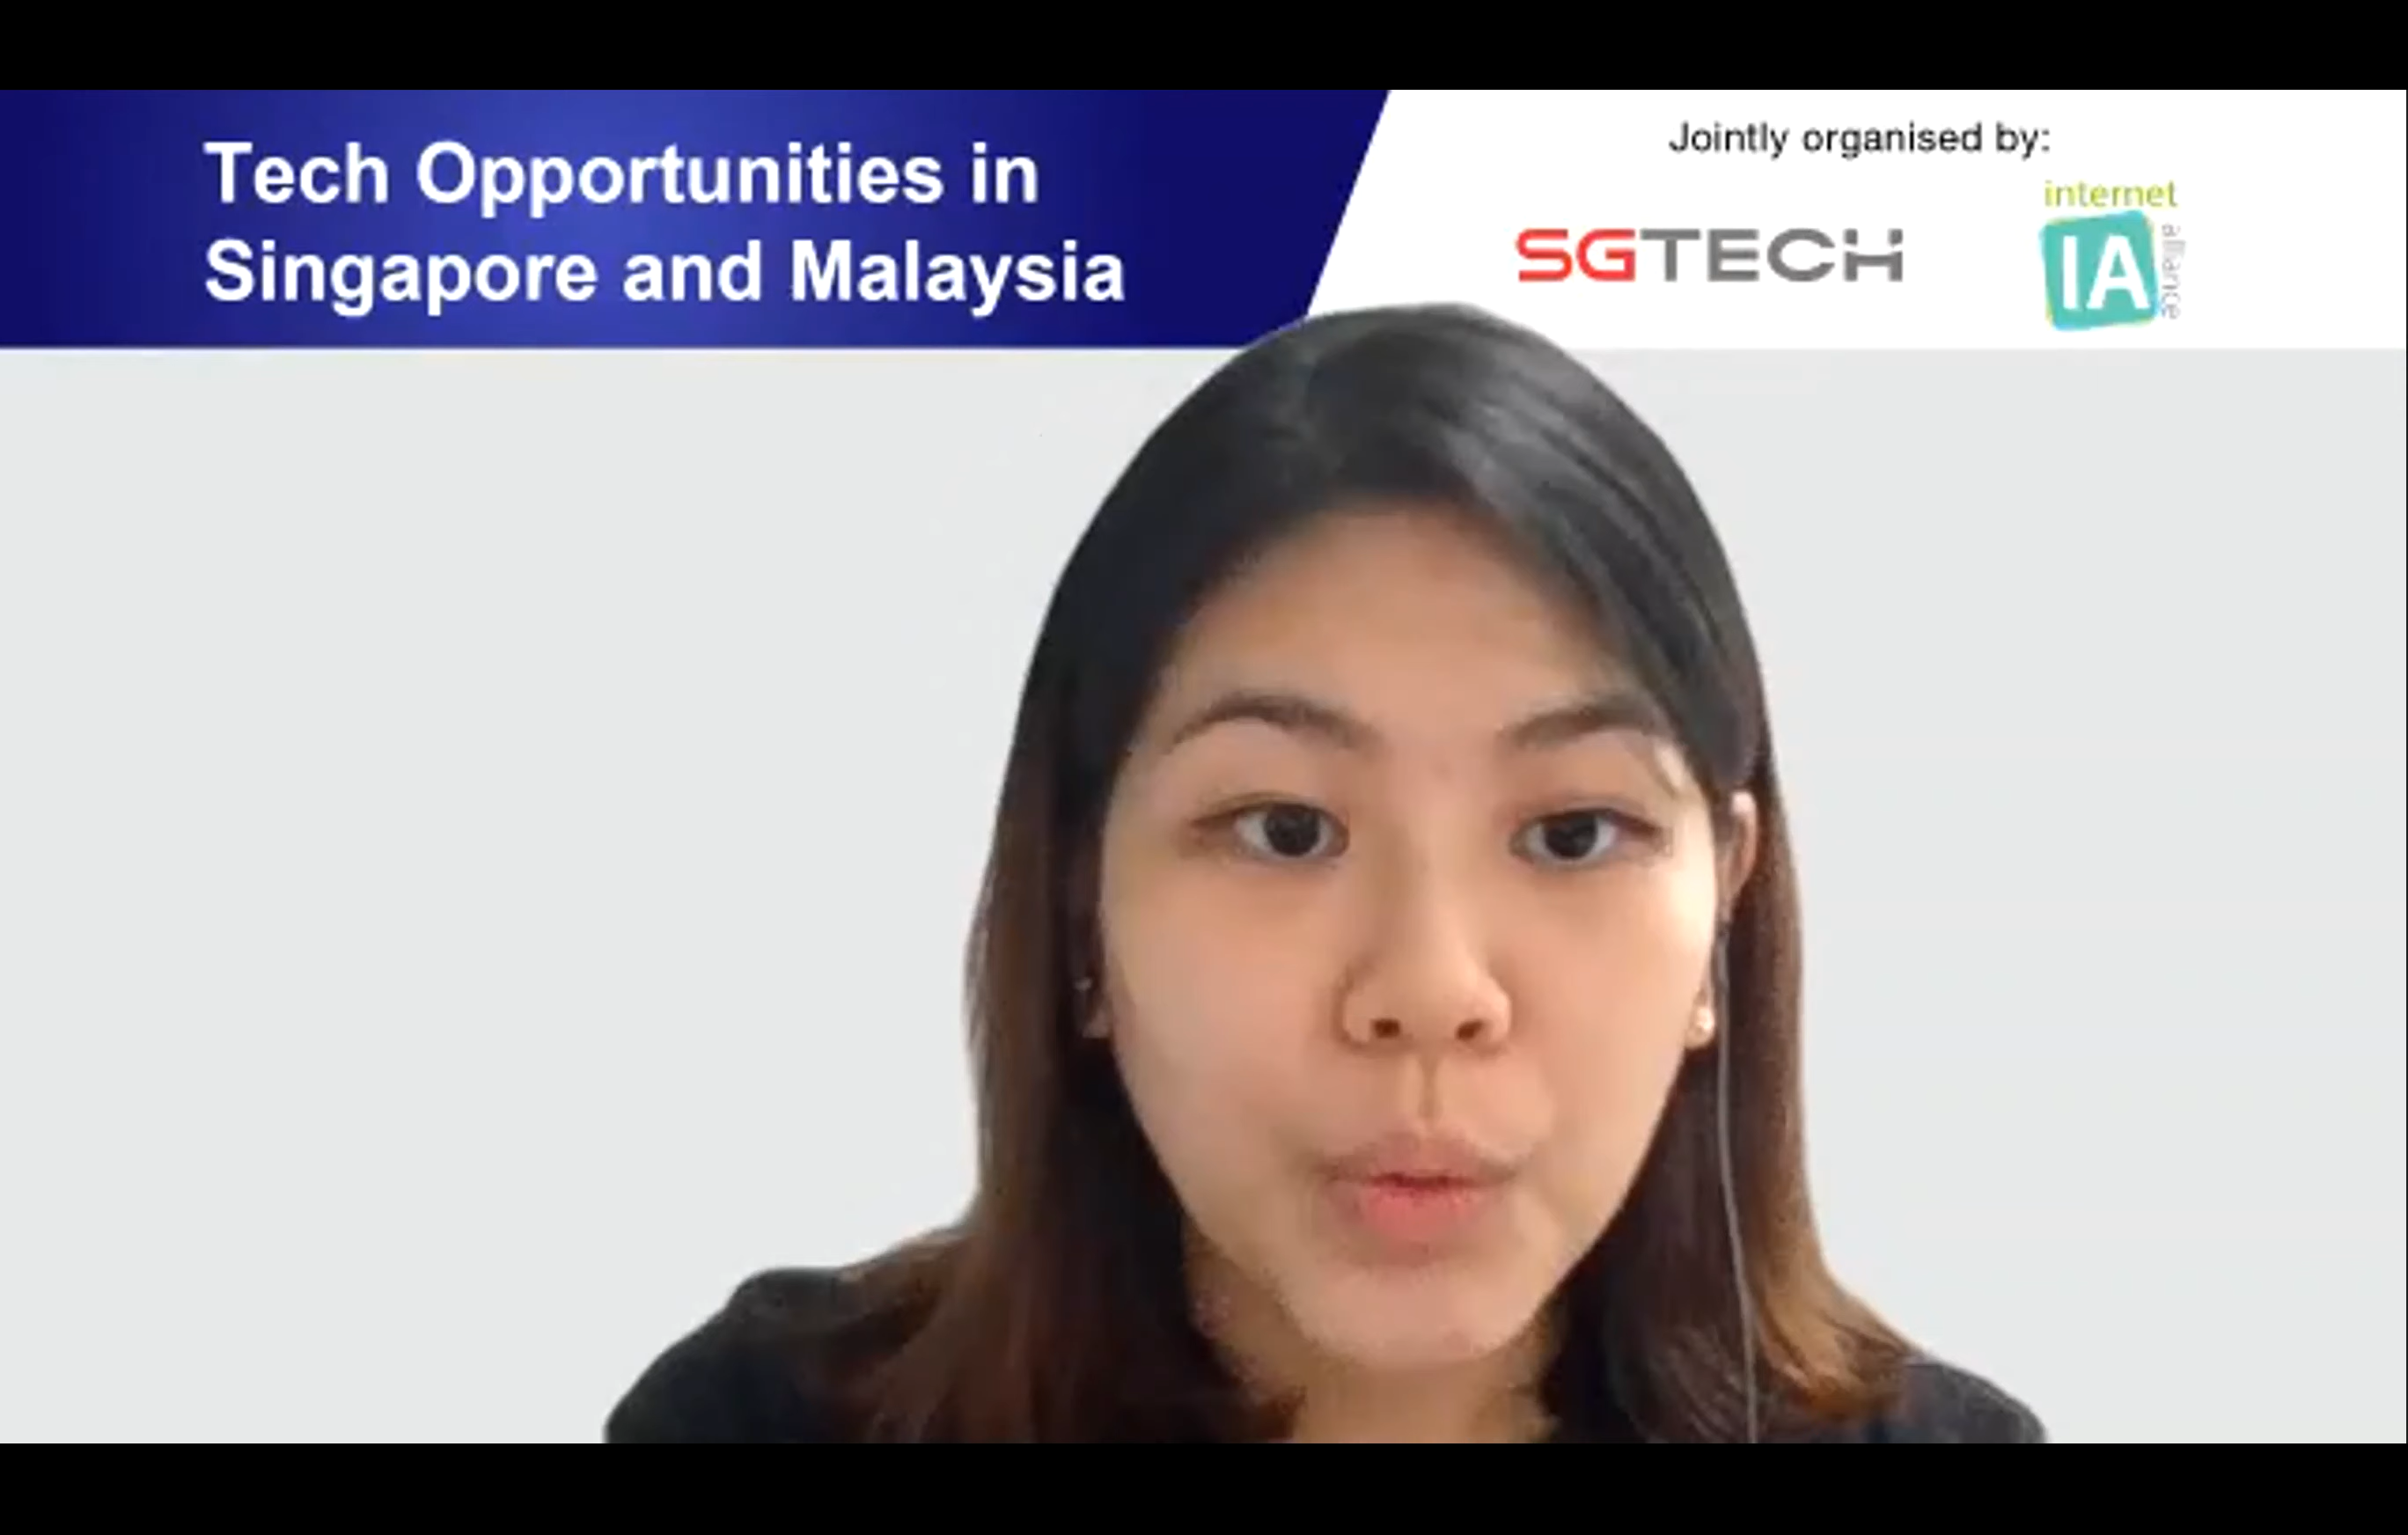 Tech Opportunities in
Singapore and Malaysia
Jointly organised by:
SGTECH
internet
IA
alliance